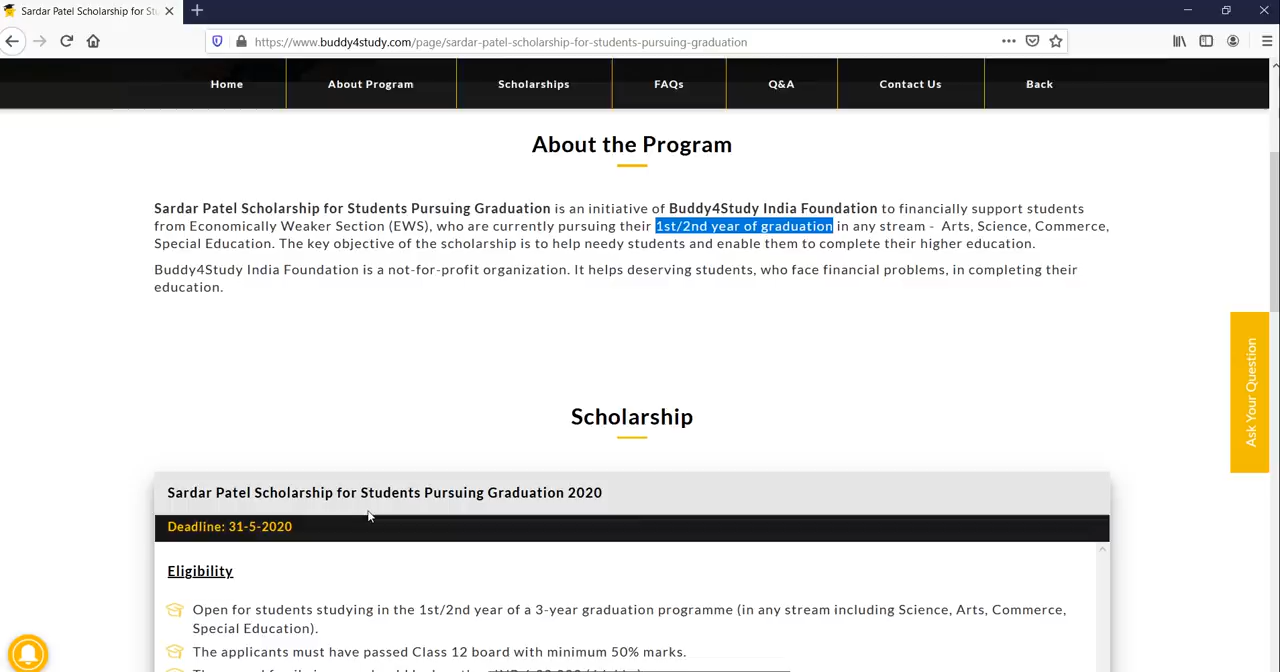 Sardar Patel Scholarship for Stu
https://www.buddy4study.com/page/sardar-patel-scholarship-for-students-pursuing-graduation
Home About Program Scholarships FAQs Q&A Contact Us Back
About the Program
Sardar Patel Scholarship for Students Pursuing Graduation is an initiative of Buddy4Study India Foundation to financially support students
from Economically Weaker Section (EWS), who are currently pursuing their 1st/2nd year of graduation in any stream - Arts, Science, Commerce,
Special Education. The key objective of the scholarship is to help needy students and enable them to complete their higher education.
Buddy4Study India Foundation is a not-for-profit organization. It helps deserving students, who face financial problems, in completing their
education.
Ask Your Question
Scholarship
Sardar Patel Scholarship for Students Pursuing Graduation 2020
Deadline: 31-5-2020
Eligibility
Open for students studying in the 1st/2nd year of a 3-year graduation programme (in any stream including Science, Arts, Commerce,
Special Education).
The applicants must have passed Class 12 board with minimum 50% marks.